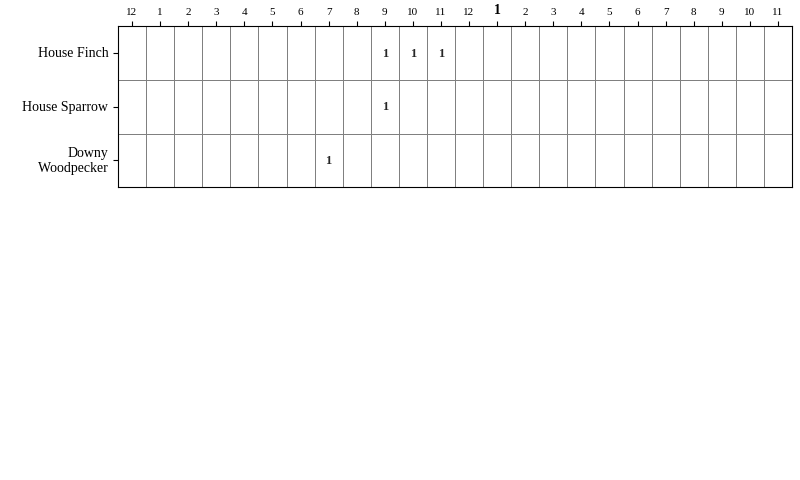 12 1 2 3 4 5 6 7 8 9 10 11 12 1 2 3 4 5 6 7 8 9 10 11
House Finch 1 1 1
House Sparrow 1
Downy
Woodpecker 1